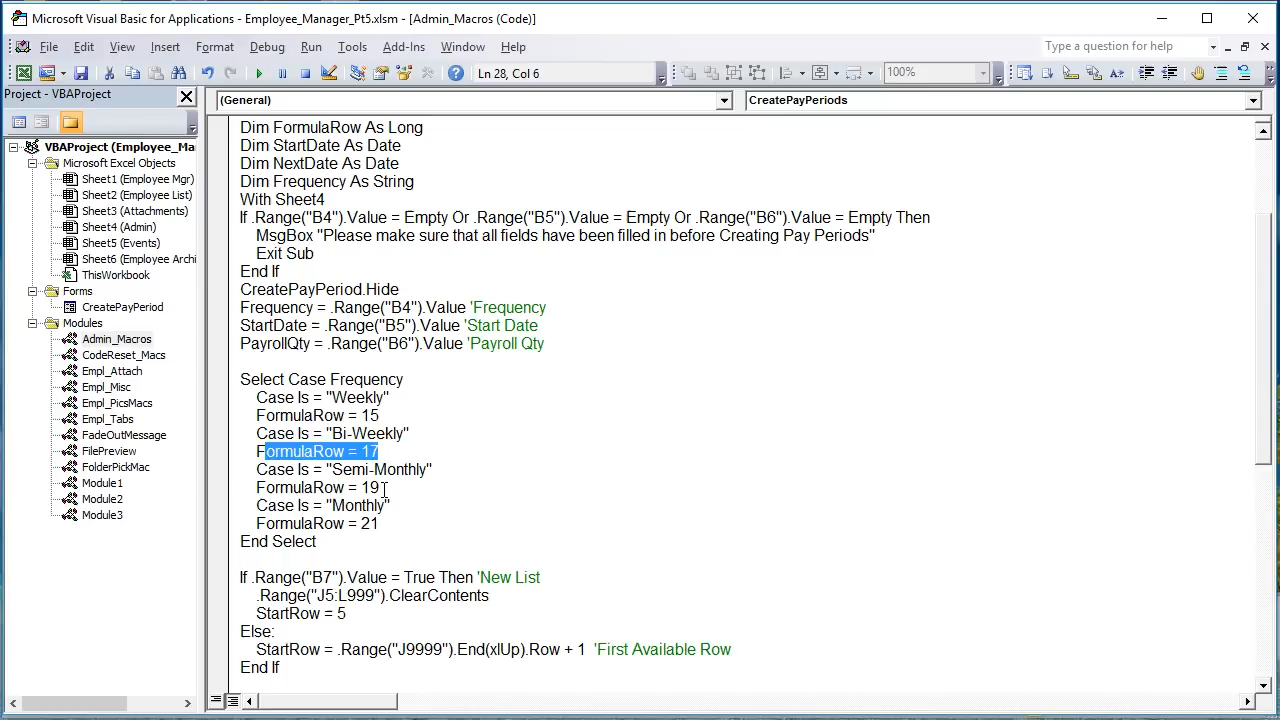 Microsoft Visual Basic for Applications - Employee_Manager_Pt5.xlsm - [Admin_Macros (Code)]
File Edit View Insert Format Debug Run Tools Add-Ins Window Help Type a question for help
Ln 28, Col 6 100%
Project - VBAProject
(General) CreatePayPeriods
VBAProject (Employee_Ma
Microsoft Excel Objects
Sheet1 (Employee Mgr)
Sheet2 (Employee List)
Sheet3 (Attachments)
Sheet4 (Admin)
Sheet5 (Events)
Sheet6 (Employee Archi
ThisWorkbook
Forms
CreatePayPeriod
Modules
Admin_Macros
CodeReset_Macs
Empl_Attach
Empl_Misc
Empl_PicsMacs
Empl_Tabs
FadeOutMessage
FilePreview
FolderPickMac
Module1
Module2
Module3
Dim FormulaRow As Long
Dim StartDate As Date
Dim NextDate As Date
Dim Frequency As String
With Sheet4
If .Range("B4").Value = Empty Or .Range("B5").Value = Empty Or .Range("B6").Value = Empty Then
MsgBox "Please make sure that all fields have been filled in before Creating Pay Periods"
Exit Sub
End If
CreatePayPeriod.Hide
Frequency = .Range("B4").Value 'Frequency
StartDate = .Range("B5").Value 'Start Date
PayrollQty = .Range("B6").Value 'Payroll Qty
Select Case Frequency
Case Is = "Weekly"
FormulaRow = 15
Case Is = "Bi-Weekly"
FormulaRow = 17
Case Is = "Semi-Monthly"
FormulaRow = 19
Case Is = "Monthly"
FormulaRow = 21
End Select
If .Range("B7").Value = True Then 'New List
.Range("J5:L999").ClearContents
StartRow = 5
Else:
StartRow = .Range("J9999").End(xlUp).Row + 1 'First Available Row
End If